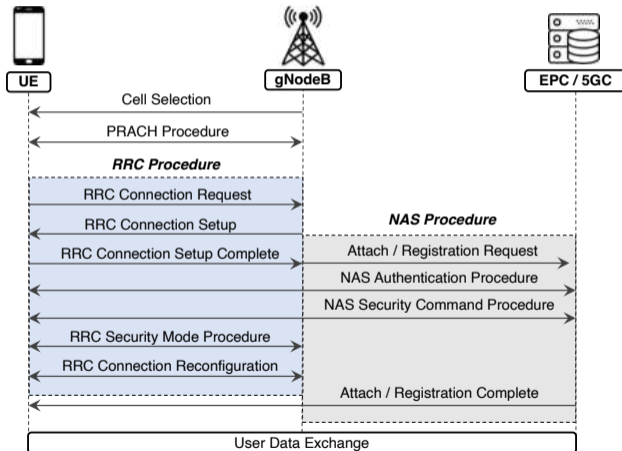 UE
gNodeB
EPC / 5GC
Cell Selection
PRACH Procedure
RRC Procedure
RRC Connection Request
RRC Connection Setup
NAS Procedure
RRC Connection Setup Complete
Attach / Registration Request
NAS Authentication Procedure
NAS Security Command Procedure
RRC Security Mode Procedure
RRC Connection Reconfiguration
Attach / Registration Complete
User Data Exchange